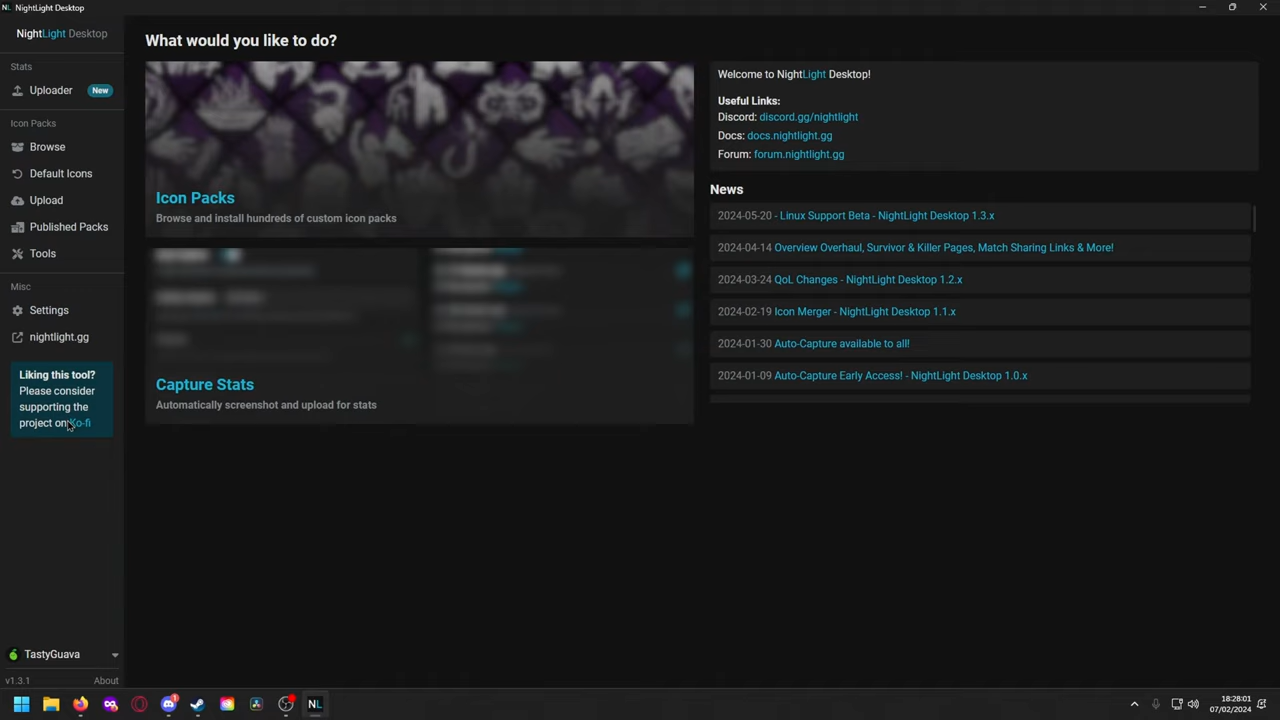 NL NightLight Desktop
NightLight Desktop
Stats
Uploader New
Icon Packs
Browse
Default Icons
Upload
Published Packs
Tools
Misc
Settings
nightlight.gg
Liking this tool?
Please consider
supporting the
project on Ko-fi
TastyGuava
v1.3.1 About
What would you like to do?
Icon Packs
Browse and install hundreds of custom icon packs
Capture Stats
Automatically screenshot and upload for stats
Welcome to NightLight Desktop!
Useful Links:
Discord: discord.gg/nightlight
Docs: docs.nightlight.gg
Forum: forum.nightlight.gg
News
2024-05-20 - Linux Support Beta - NightLight Desktop 1.3.x
2024-04-14 Overview Overhaul, Survivor & Killer Pages, Match Sharing Links & More!
2024-03-24 QoL Changes - NightLight Desktop 1.2.x
2024-02-19 Icon Merger - NightLight Desktop 1.1.x
2024-01-30 Auto-Capture available to all!
2024-01-09 Auto-Capture Early Access! - NightLight Desktop 1.0.x
1
NL
18:28:01
07/02/2024